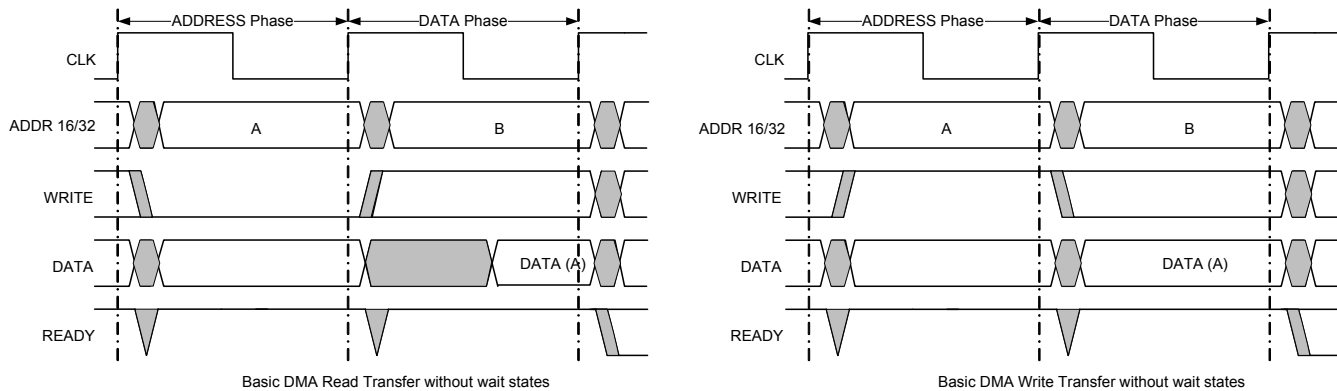 ADDRESS Phase DATA Phase
CLK
ADDR 16/32 A B
WRITE
DATA DATA (A)
READY
Basic DMA Read Transfer without wait states
ADDRESS Phase DATA Phase
CLK
ADDR 16/32 A B
WRITE
DATA DATA (A)
READY
Basic DMA Write Transfer without wait states